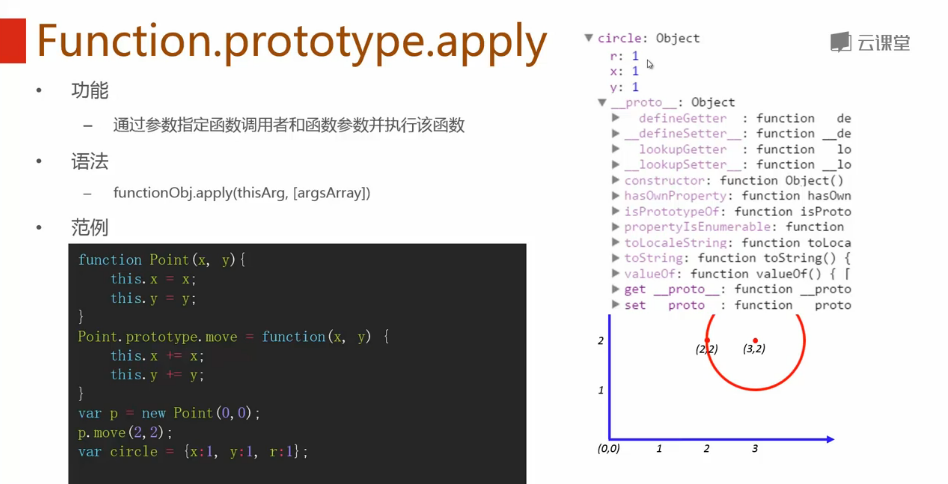 Function.prototype.apply
云课堂
• 功能
– 通过参数指定函数调用者和函数参数并执行该函数
• 语法
– functionObj.apply(thisArg, [argsArray])
• 范例
function Point(x, y){
this.x = x;
this.y = y;
}
Point.prototype.move = function(x, y) {
this.x += x;
this.y += y;
}
var p = new Point(0,0);
p.move(2,2);
var circle = {x:1, y:1, r:1};
▼ circle: Object
r: 1
x: 1
y: 1
▼ __proto__: Object
▶ __defineGetter__: function __de
▶ __defineSetter__: function __de
▶ __lookupGetter__: function __lo
▶ __lookupSetter__: function __lo
▶ constructor: function Object()
▶ hasOwnProperty: function hasOwn
▶ isPrototypeOf: function isProto
▶ propertyIsEnumerable: function
▶ toLocaleString: function toLoca
▶ toString: function toString() {
▶ valueOf: function valueOf() { [
▶ get __proto__: function __proto
▶ set __proto__: function __proto
2
(2,2)
(3,2)
1
(0,0)
1
2
3